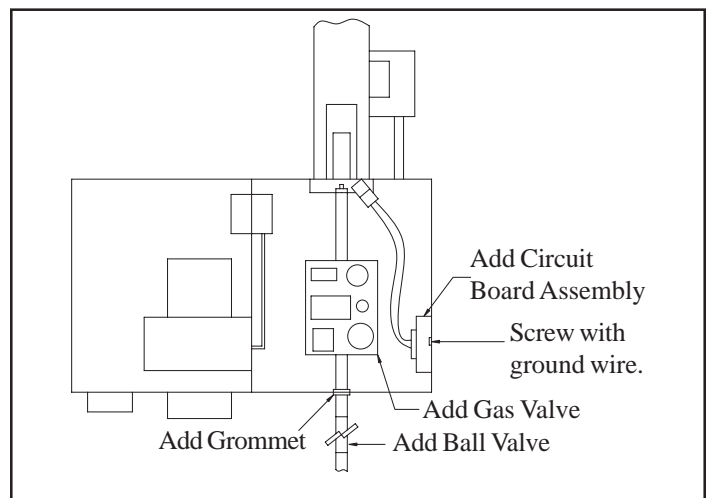 Add Circuit
Board Assembly
Screw with
ground wire.
Add Gas Valve
Add Grommet
Add Ball Valve